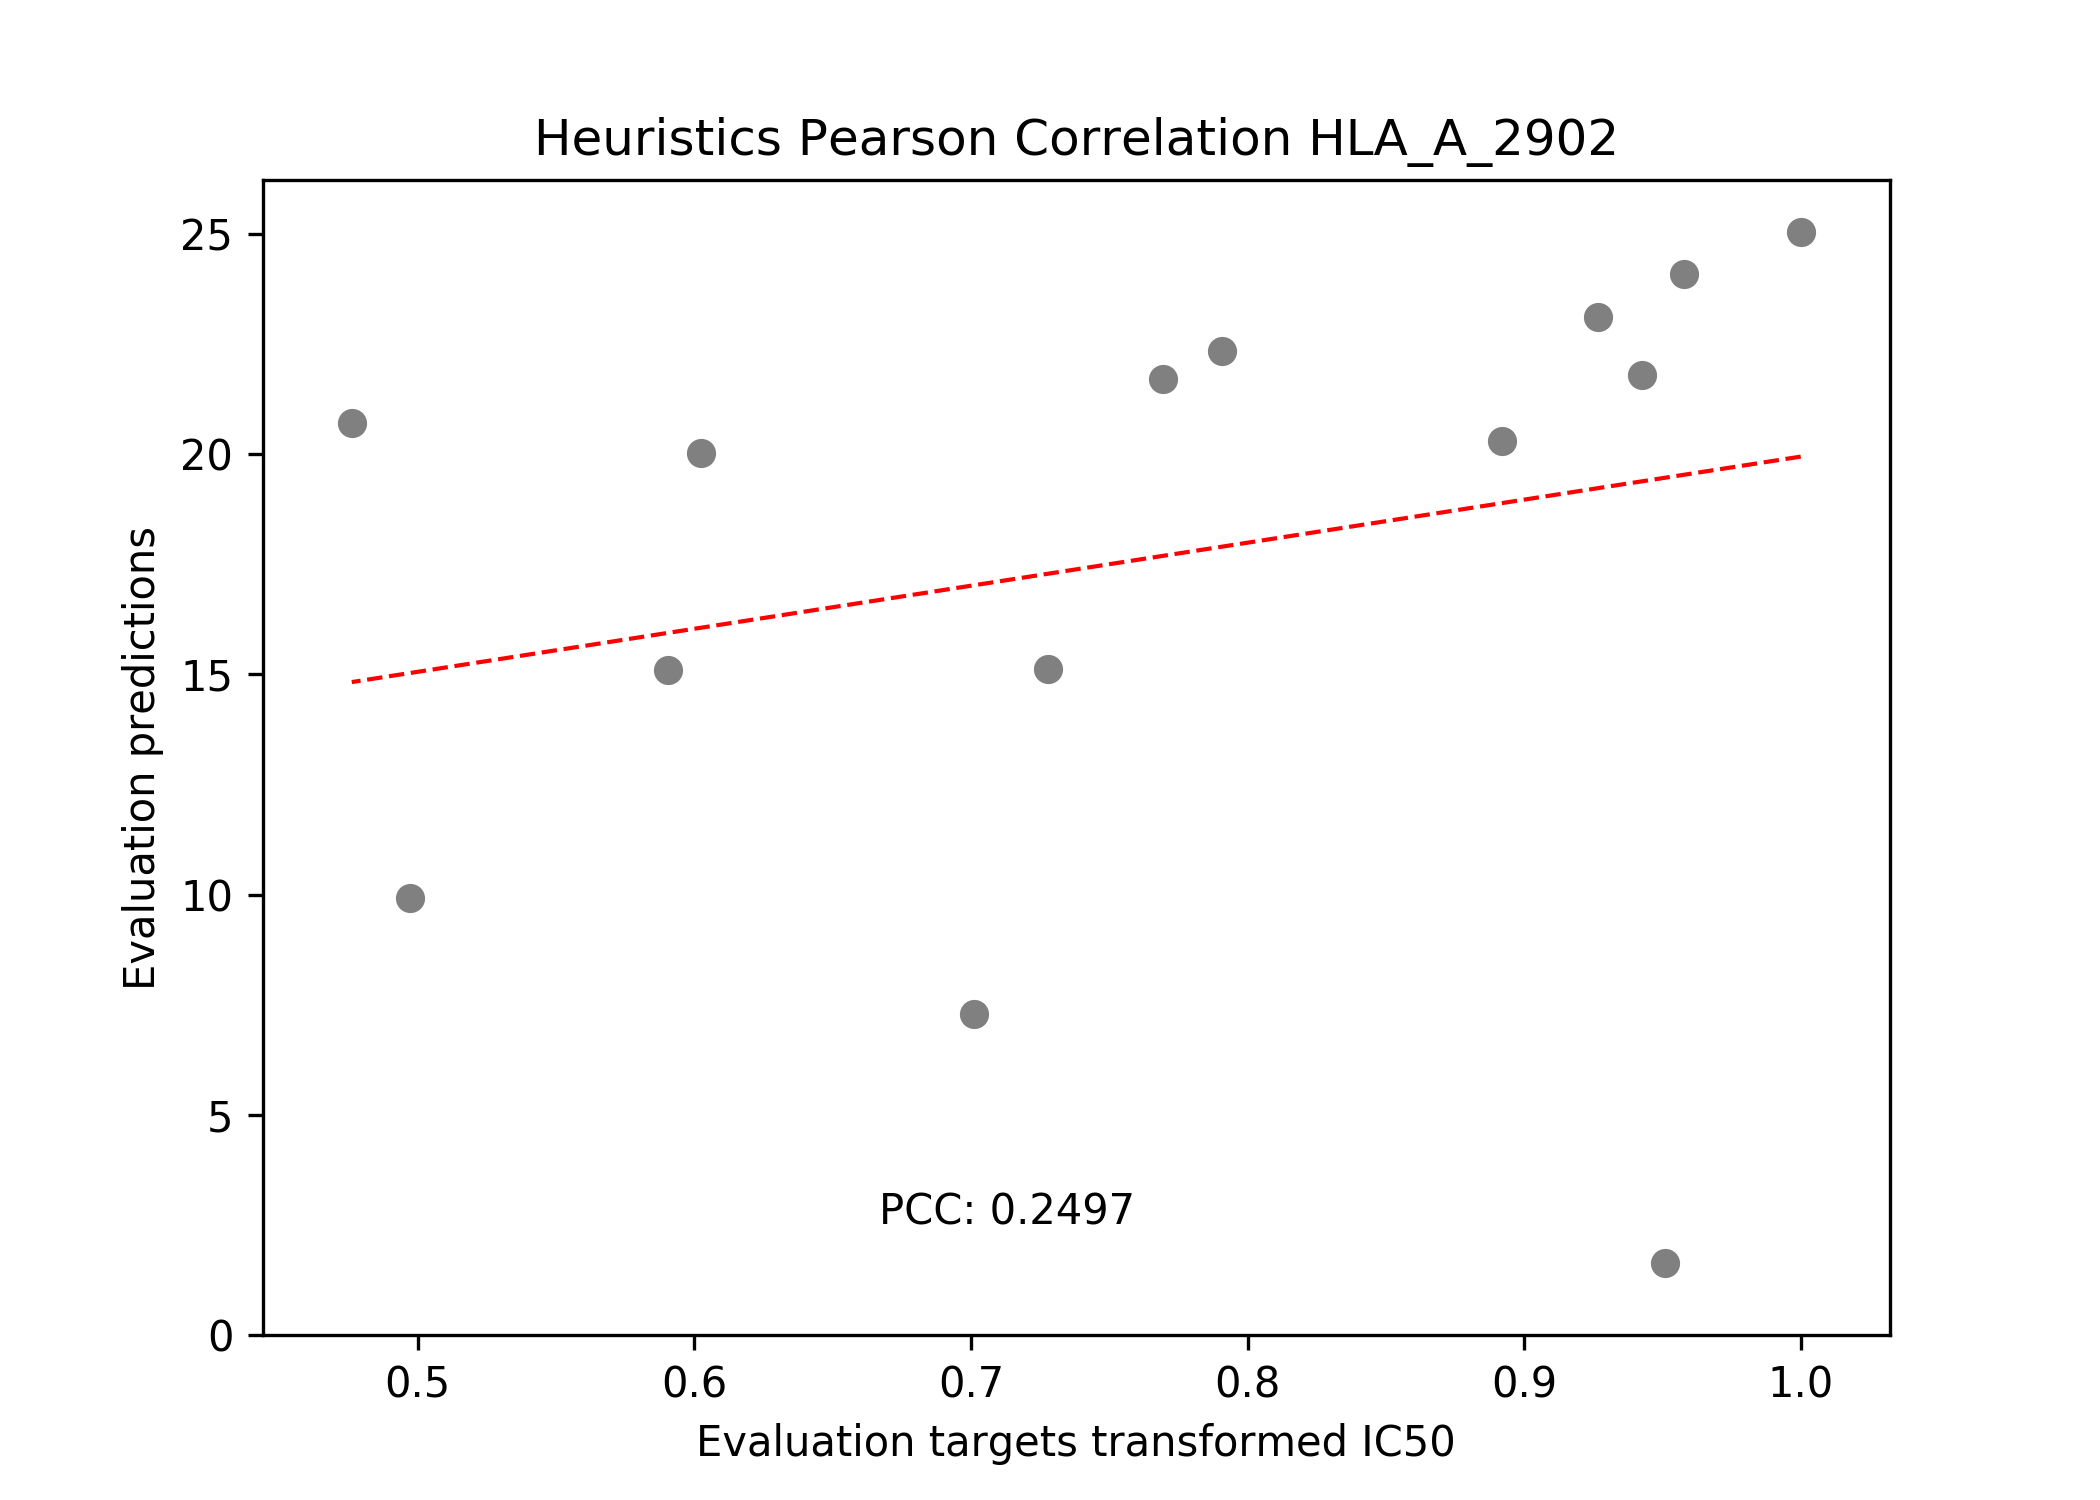 Heuristics Pearson Correlation HLA_A_2902
25
20
15
10
5
0
Evaluation predictions
PCC: 0.2497
0.5 0.6 0.7 0.8 0.9 1.0
Evaluation targets transformed IC50